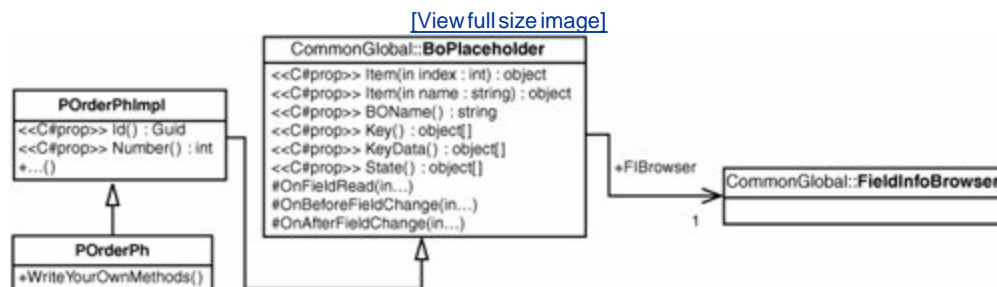 [View full size image]
CommonGlobal::BoPlaceholder
<<C#prop>> Item(in index : int) : object
<<C#prop>> Item(in name : string) : object
<<C#prop>> BOName() : string
<<C#prop>> Key() : object[]
<<C#prop>> KeyData() : object[]
<<C#prop>> State() : object[]
#OnFieldRead(in...)
#OnBeforeFieldChange(in...)
#OnAfterFieldChange(in...)
POrderPhImpl
<<C#prop>> Id() : Guid
<<C#prop>> Number() : int
+...()
POrderPh
+WriteYourOwnMethods()
+FIBrowser
1
CommonGlobal::FieldInfoBrowser